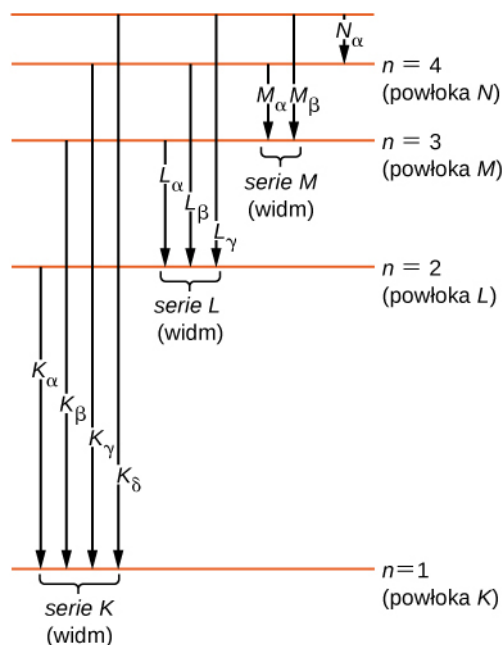 Nα
n = 4
(powłoka N)
Mα
Mβ
n = 3
(powłoka M)
serie M
(widm)
Lα
Lβ
Lγ
n = 2
(powłoka L)
serie L
(widm)
Kα
Kβ
Kγ
Kδ
n=1
(powłoka K)
serie K
(widm)